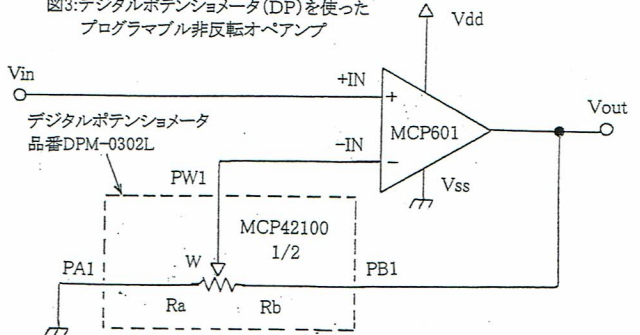 図3:デジタルポテンショメータ(DP)を使った
プログラマブル非反転オペアンプ
Vdd
Vin
+IN
+
Vout
MCP601
デジタルポテンショメータ
品番DPM-0302L
-IN
−
PW1
Vss
MCP42100
1/2
PA1
W
PB1
Ra
Rb